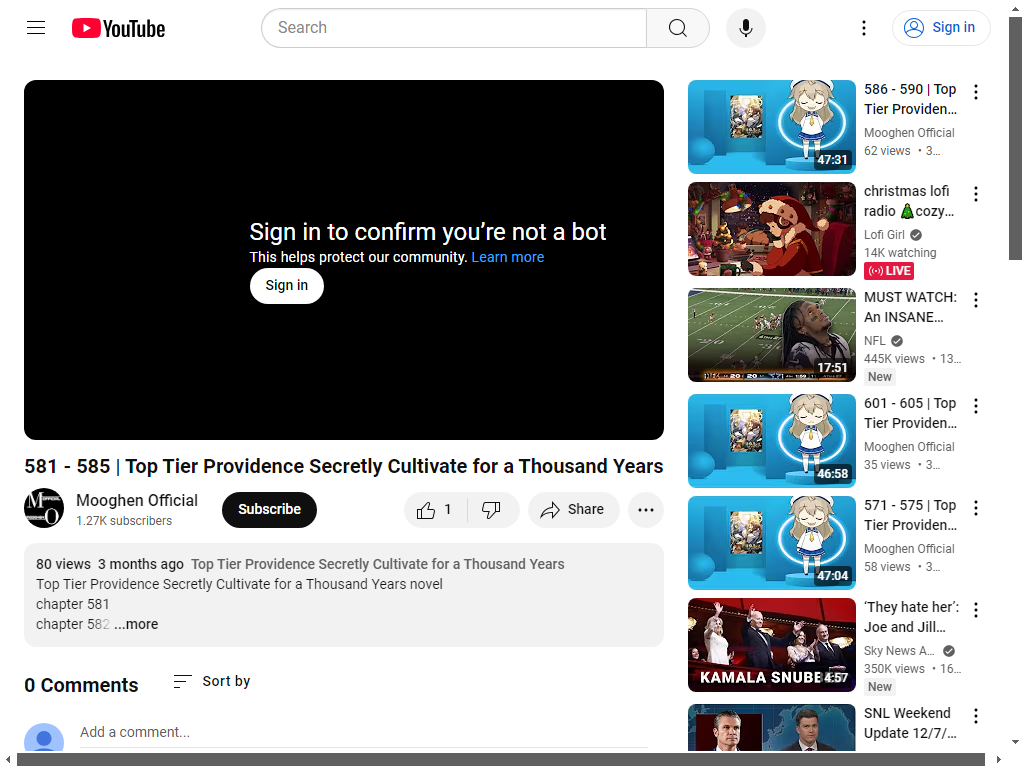 YouTube
Search
Sign in
Sign in to confirm you’re not a bot
This helps protect our community. Learn more
Sign in
581 - 585 | Top Tier Providence Secretly Cultivate for a Thousand Years
Mooghen Official
1.27K subscribers
Subscribe
1
Share
80 views 3 months ago Top Tier Providence Secretly Cultivate for a Thousand Years
Top Tier Providence Secretly Cultivate for a Thousand Years novel
chapter 581
chapter 582 ...more
0 Comments
Sort by
Add a comment...
586 - 590 | Top
Tier Providen...
Mooghen Official
62 views • 3...
47:31
christmas lofi
radio 🎄cozy...
Lofi Girl
14K watching
LIVE
MUST WATCH:
An INSANE...
NFL
445K views • 13...
New
17:51
601 - 605 | Top
Tier Providen...
Mooghen Official
35 views • 3...
46:58
571 - 575 | Top
Tier Providen...
Mooghen Official
58 views • 3...
47:04
‘They hate her’:
Joe and Jill...
Sky News A...
350K views • 16...
New
KAMALA SNUBE
4:57
SNL Weekend
Update 12/7/...